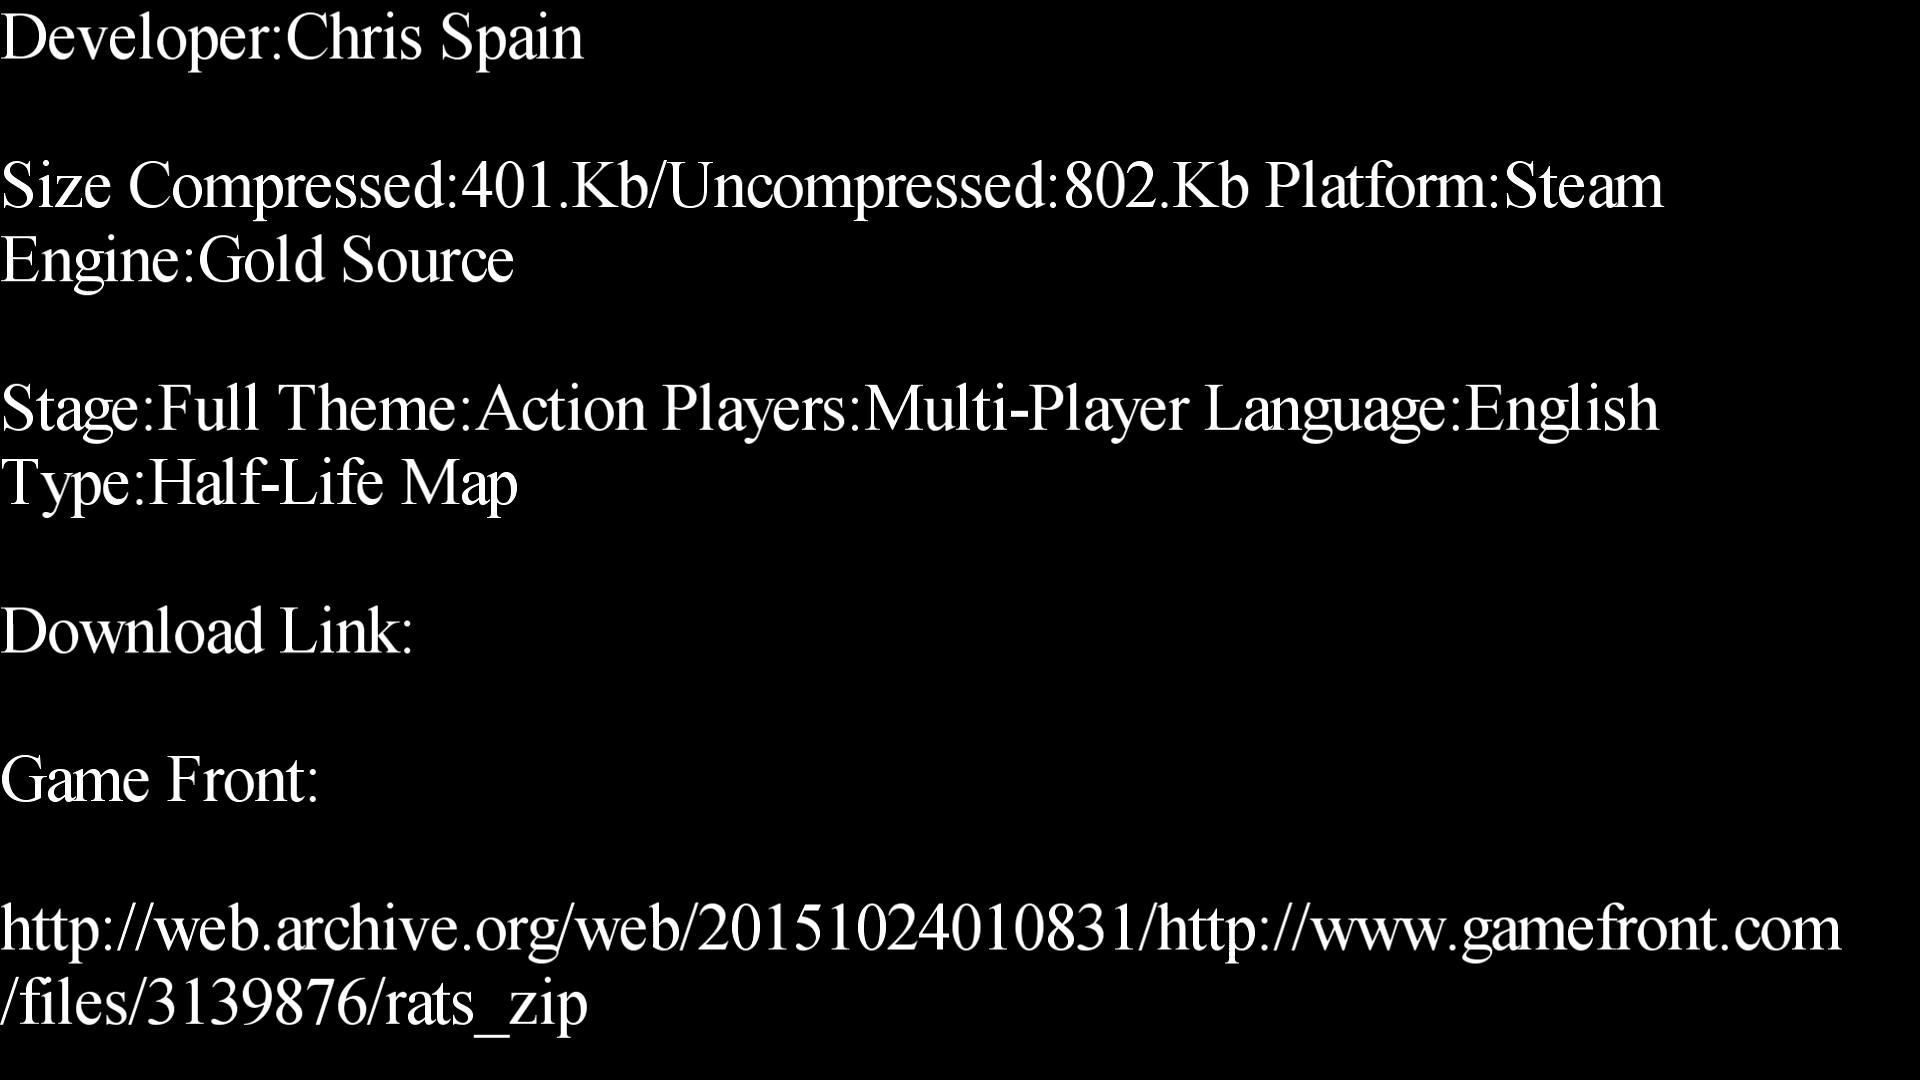 Developer:Chris Spain
Size Compressed:401.Kb/Uncompressed:802.Kb Platform:Steam
Engine:Gold Source
Stage:Full Theme:Action Players:Multi-Player Language:English
Type:Half-Life Map
Download Link:
Game Front:
http://web.archive.org/web/20151024010831/http://www.gamefront.com
/files/3139876/rats_zip